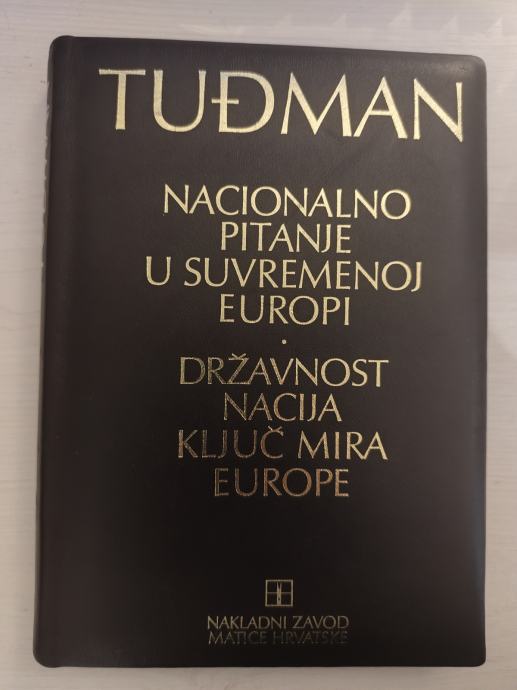 TUĐMAN
NACIONALNO
PITANJE
U SUVREMENOJ
EUROPI
·
DRŽAVNOST
NACIJA
KLJUČ MIRA
EUROPE
NAKLADNI ZAVOD
MATICE HRVATSKE